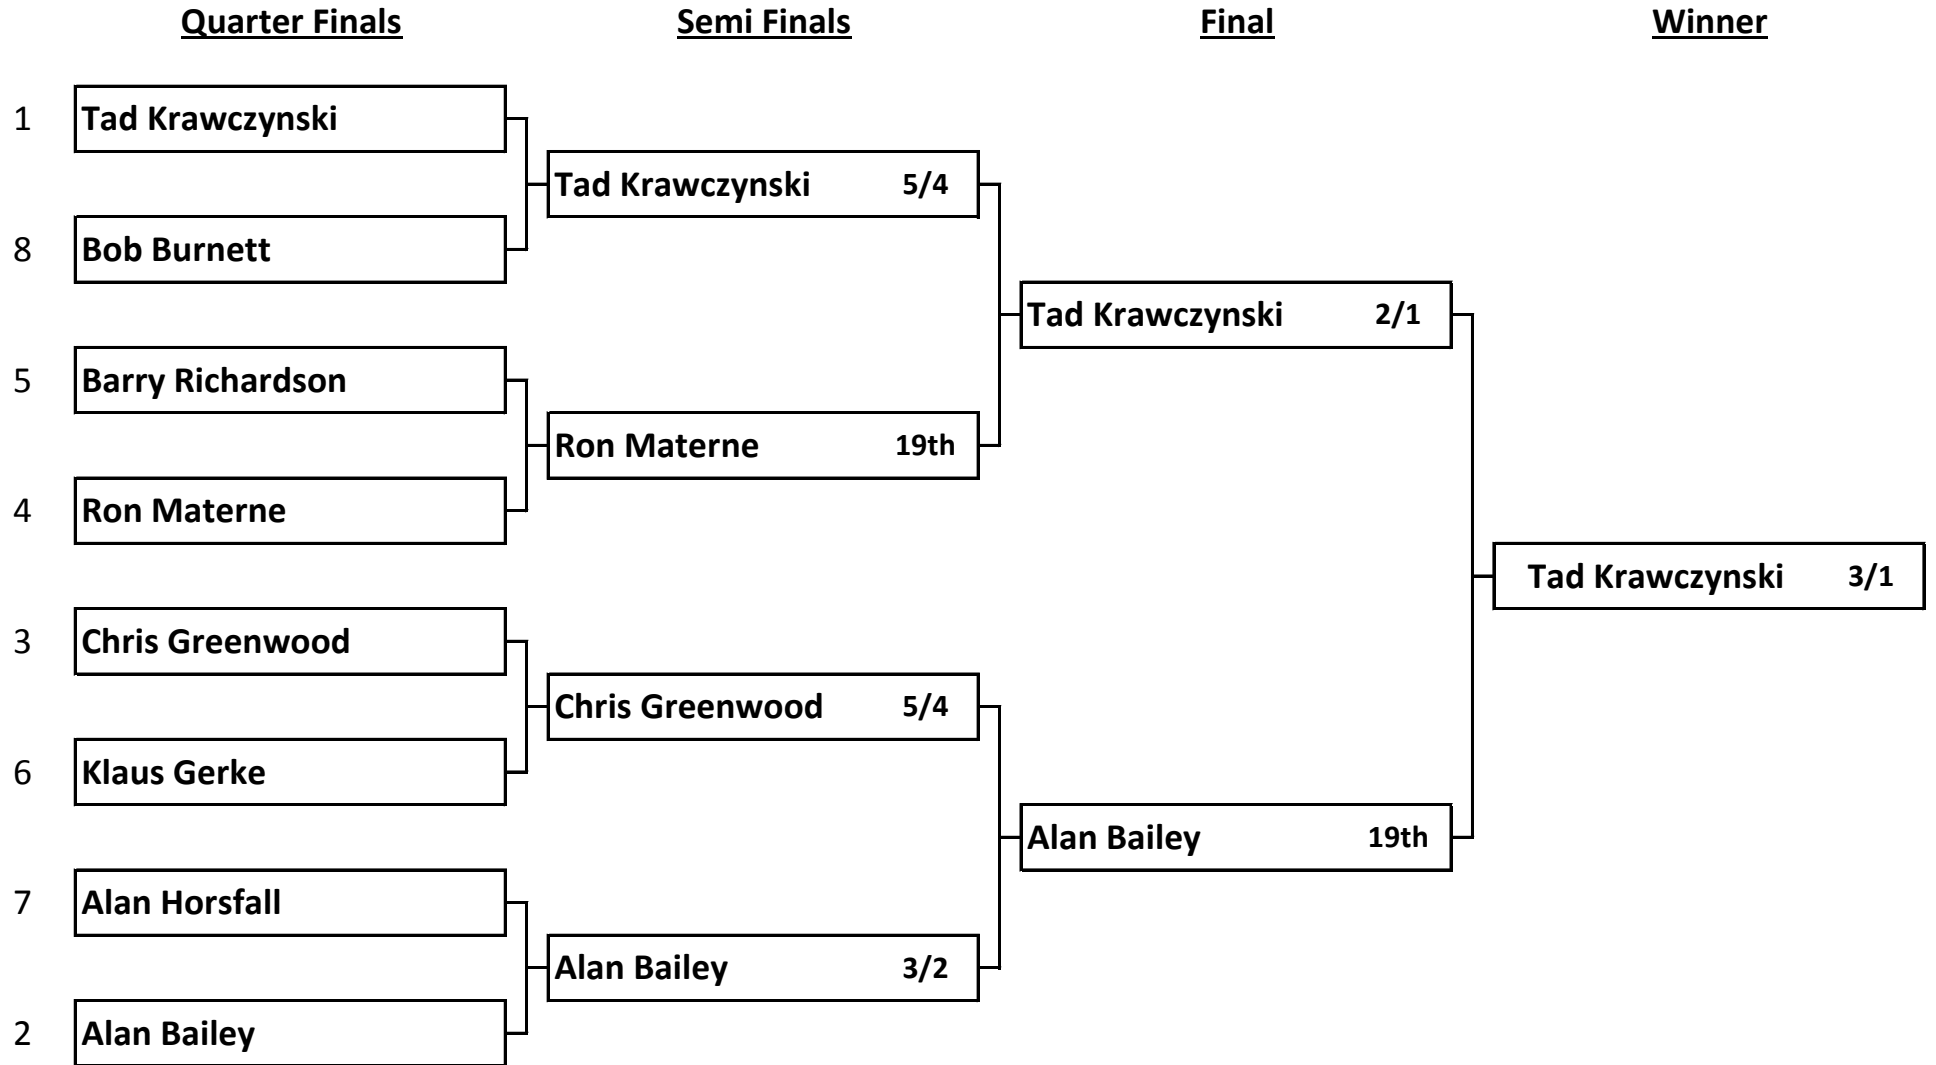 Quarter Finals Semi Finals Final Winner
1 Tad Krawczynski
Tad Krawczynski 5/4
8 Bob Burnett
Tad Krawczynski 2/1
5 Barry Richardson
Ron Materne 19th
4 Ron Materne
Tad Krawczynski 3/1
3 Chris Greenwood
Chris Greenwood 5/4
6 Klaus Gerke
Alan Bailey 19th
7 Alan Horsfall
Alan Bailey 3/2
2 Alan Bailey